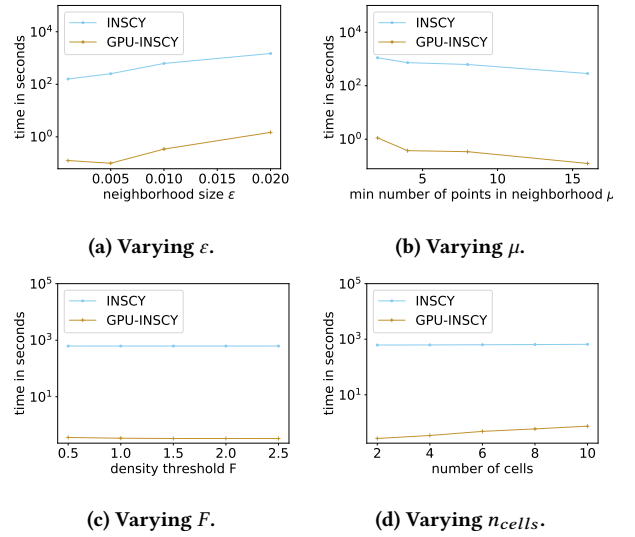 INSCY
GPU-INSCY
10⁴
10²
10⁰
time in seconds
0.005 0.010 0.015 0.020
neighborhood size ε
(a) Varying ε.
INSCY
GPU-INSCY
10⁴
10²
10⁰
time in seconds
5 10 15
min number of points in neighborhood μ
(b) Varying μ.
INSCY
GPU-INSCY
10⁵
10³
10¹
time in seconds
0.5 1.0 1.5 2.0 2.5
density threshold F
(c) Varying F.
INSCY
GPU-INSCY
10⁵
10³
10¹
time in seconds
2 4 6 8 10
number of cells
(d) Varying n_cells.